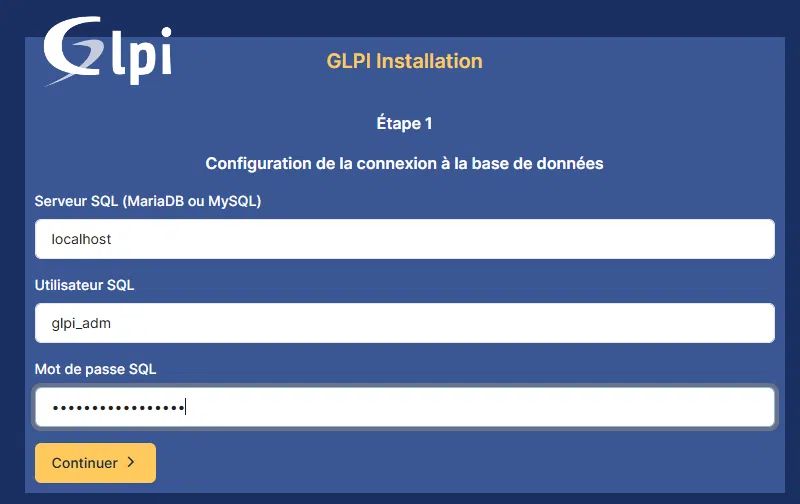 Glpi
GLPI Installation
Étape 1
Configuration de la connexion à la base de données
Serveur SQL (MariaDB ou MySQL)
localhost
Utilisateur SQL
glpi_adm
Mot de passe SQL
•••••••••••••••••
Continuer >